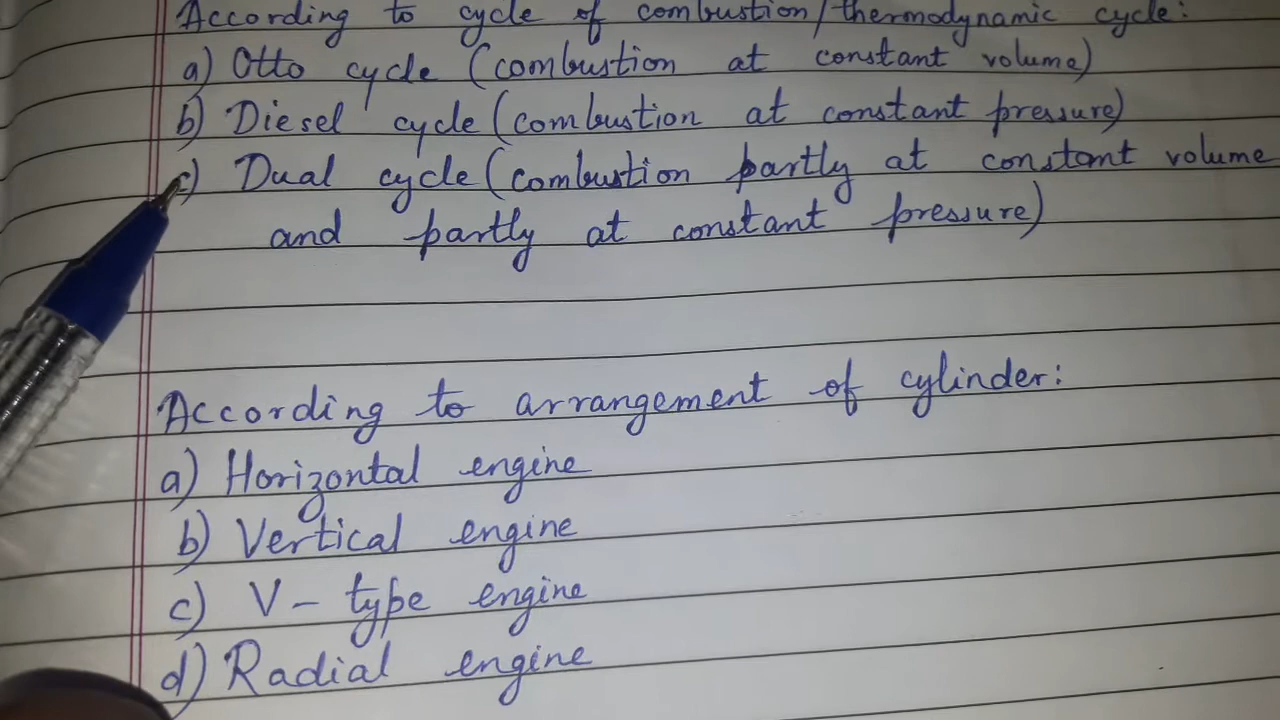 According to cycle of combustion/thermodynamic cycle:
a) Otto cycle (combustion at constant volume)
b) Diesel cycle (combustion at constant pressure)
c) Dual cycle (combustion partly at constant volume
and partly at constant pressure)
According to arrangement of cylinder:
a) Horizontal engine
b) Vertical engine
c) V-type engine
d) Radial engine